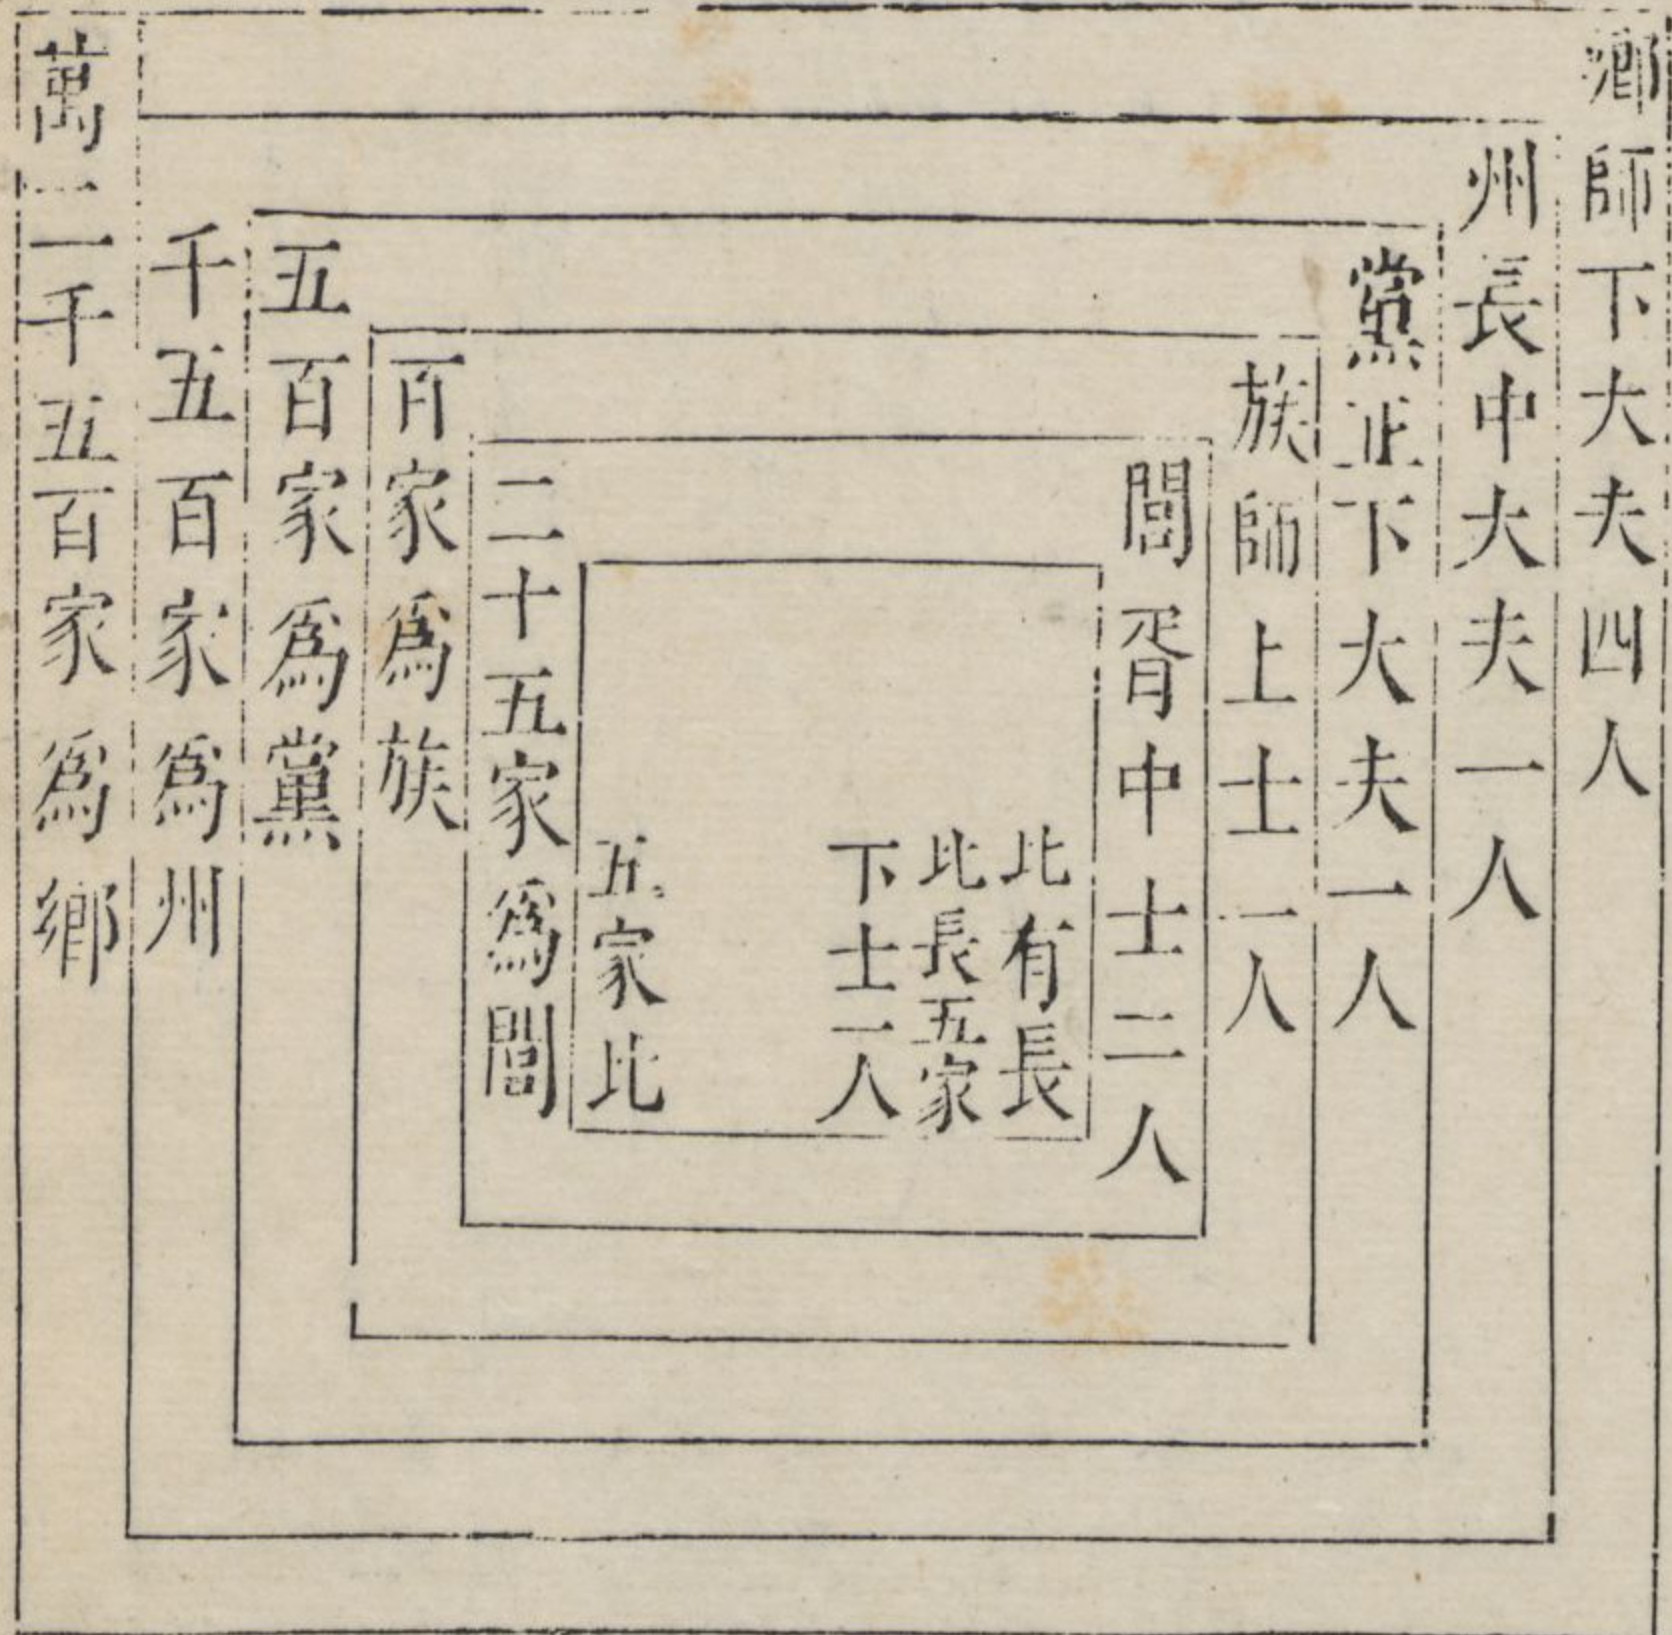 鄉師下大夫四人
州長中大夫一人
黨正下大夫一人
族師上士一人
閭胥中士二人
比有長
比長五家
下士一人
五家比
二十五家爲閭
百家爲族
五百家爲黨
千五百家爲州
萬二千五百家爲鄉